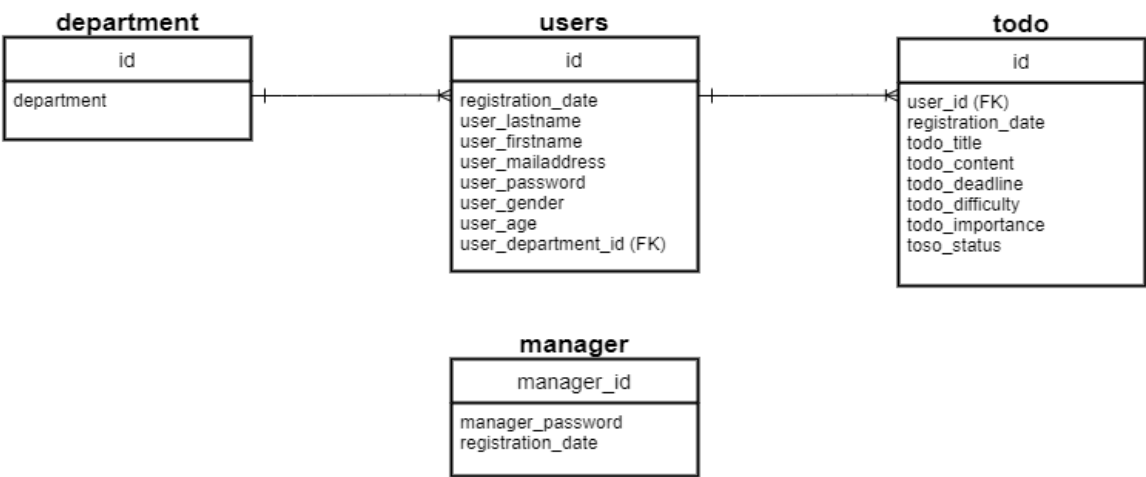 department
id
department
users
id
registration_date
user_lastname
user_firstname
user_mailaddress
user_password
user_gender
user_age
user_department_id (FK)
todo
id
user_id (FK)
registration_date
todo_title
todo_content
todo_deadline
todo_difficulty
todo_importance
toso_status
manager
manager_id
manager_password
registration_date